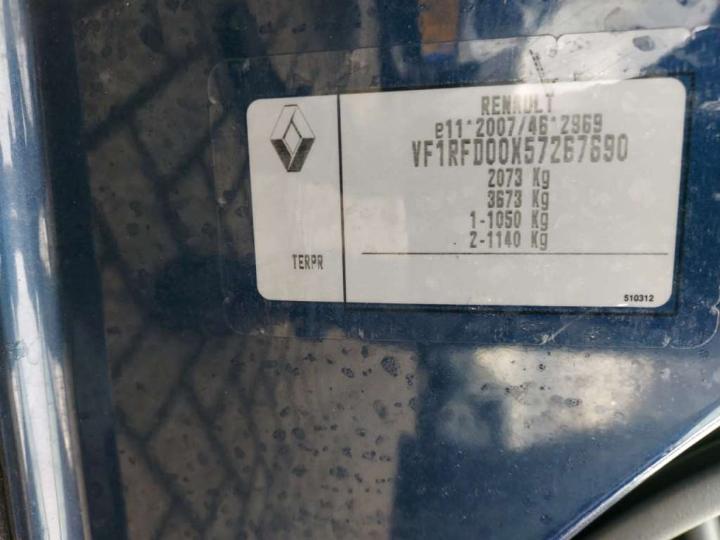 RENAULT
e11*2007/46*2969
VF1RFD00X57267690
2073 Kg
3673 Kg
1-1050 Kg
2-1140 Kg
TERPR
510312